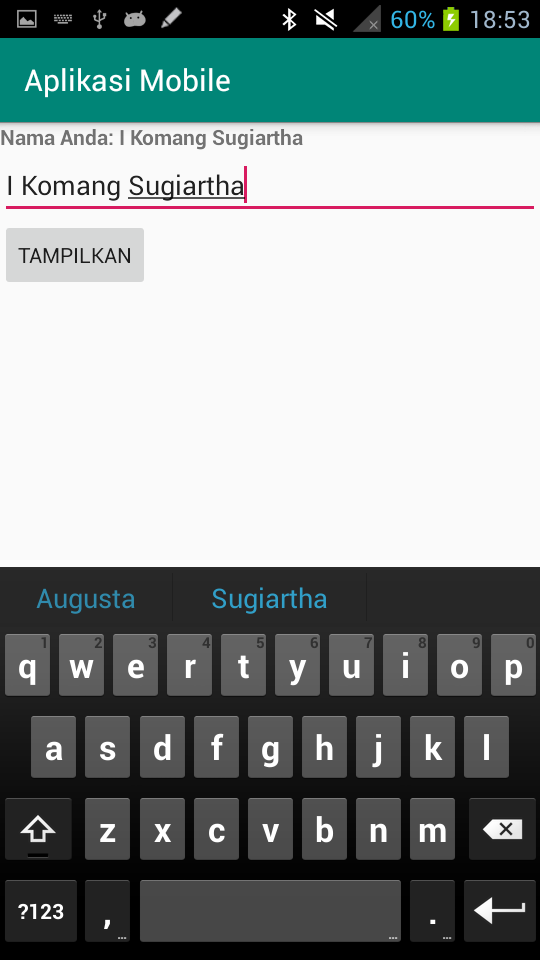 60% 18:53
Aplikasi Mobile
Nama Anda: I Komang Sugiartha
I Komang Sugiartha
TAMPILKAN
Augusta Sugiartha
1 2 3 4 5 6 7 8 9 0
q w e r t y u i o p
a s d f g h j k l
z x c v b n m
?123 , ... ... . ...